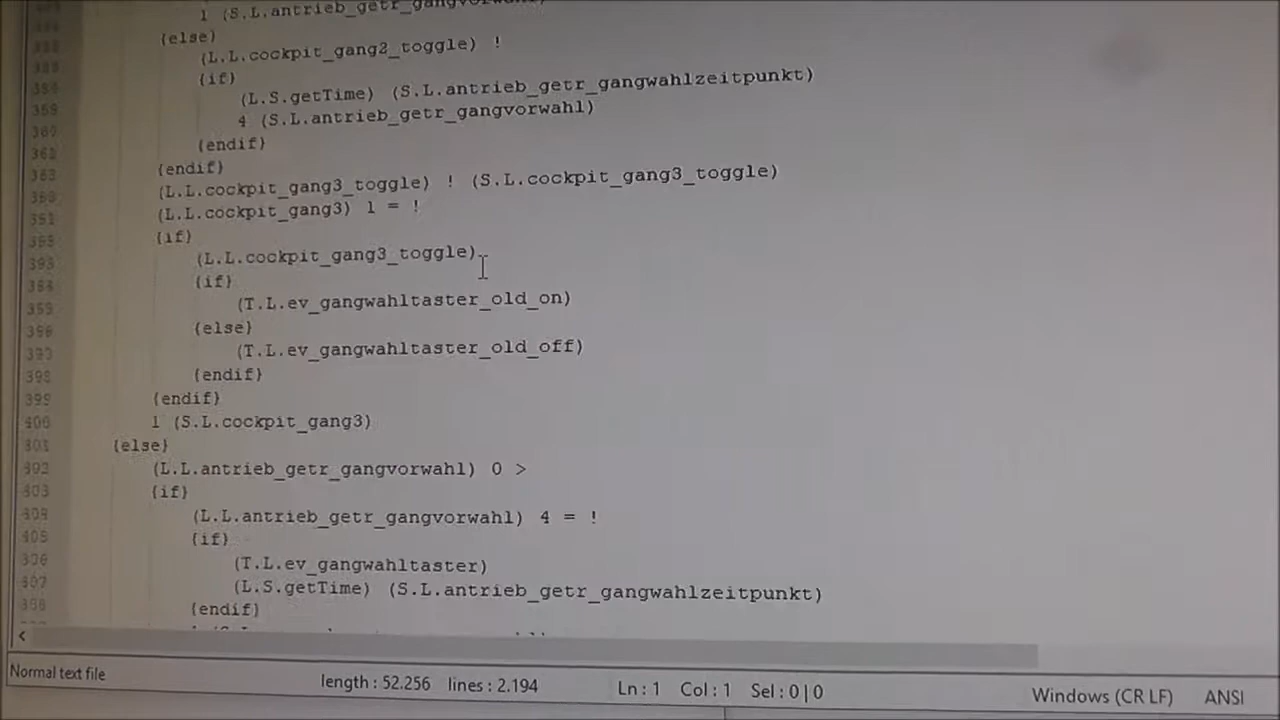 1 (S.L.antrieb_getr_gangvorwahl)
{else}
(L.L.cockpit_gang2_toggle) !
{if}
(L.S.getTime) (S.L.antrieb_getr_gangwahlzeitpunkt)
4 (S.L.antrieb_getr_gangvorwahl)
{endif}
{endif}
(L.L.cockpit_gang3_toggle) ! (S.L.cockpit_gang3_toggle)
(L.L.cockpit_gang3) 1 = !
{if}
(L.L.cockpit_gang3_toggle)
{if}
(T.L.ev_gangwahltaster_old_on)
{else}
(T.L.ev_gangwahltaster_old_off)
{endif}
{endif}
1 (S.L.cockpit_gang3)
{else}
(L.L.antrieb_getr_gangvorwahl) 0 >
{if}
(L.L.antrieb_getr_gangvorwahl) 4 = !
{if}
(T.L.ev_gangwahltaster)
(L.S.getTime) (S.L.antrieb_getr_gangwahlzeitpunkt)
{endif}
Normal text file
length : 52.256 lines : 2.194
Ln : 1 Col : 1 Sel : 0 | 0
Windows (CR LF)
ANSI